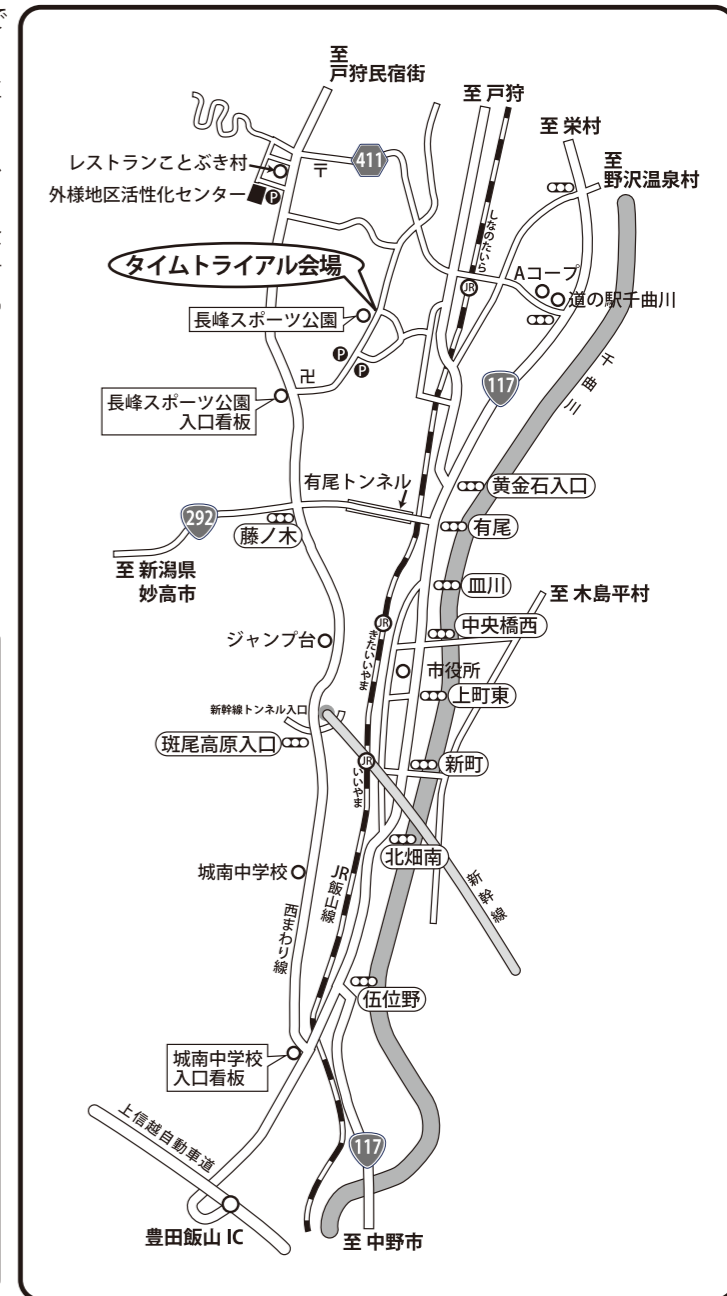 至
戸狩民宿街
至 戸狩
至 栄村
至
野沢温泉村
レストランことぶき村
〒
411
外様地区活性化センター
P
しなのたいら
タイムトライアル会場
JR
Aコープ
道の駅千曲川
長峰スポーツ公園
P
P
卍
117
千曲川
長峰スポーツ公園
入口看板
有尾トンネル
黄金石入口
292
藤ノ木
有尾
至 新潟県
妙高市
皿川
至 木島平村
JR
きたいいやま
中央橋西
ジャンプ台
市役所
上町東
新幹線トンネル入口
斑尾高原入口
JR
いいやま
新町
北畑南
城南中学校
JR飯山線
新幹線
西まわり線
伍位野
城南中学校
入口看板
上信越自動車道
117
豊田飯山 IC
至 中野市